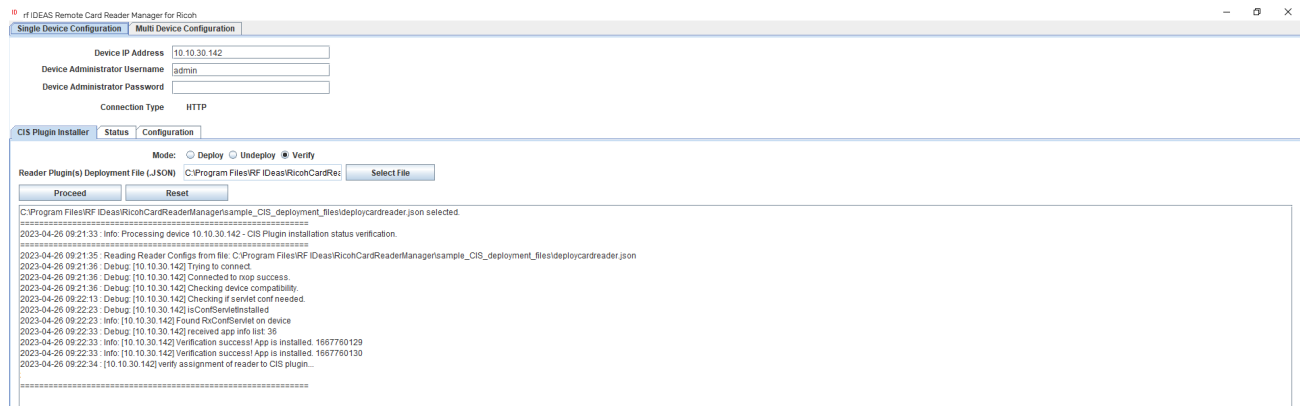 ID rf IDEAS Remote Card Reader Manager for Ricoh
Single Device Configuration Multi Device Configuration
Device IP Address 10.10.30.142
Device Administrator Username admin
Device Administrator Password
Connection Type HTTP
CIS Plugin Installer Status Configuration
Mode: Deploy Undeploy Verify
Reader Plugin(s) Deployment File (.JSON) C:\Program Files\RF IDeas\RicohCardRea Select File
Proceed Reset
C:\Program Files\RF IDeas\RicohCardReaderManager\sample_CIS_deployment_files\deploycardreader.json selected.
=============================================================
2023-04-26 09:21:33 : Info: Processing device 10.10.30.142 - CIS Plugin installation status verification.
=============================================================
2023-04-26 09:21:35 : Reading Reader Configs from file: C:\Program Files\RF IDeas\RicohCardReaderManager\sample_CIS_deployment_files\deploycardreader.json
2023-04-26 09:21:36 : Debug: [10.10.30.142] Trying to connect.
2023-04-26 09:21:36 : Debug: [10.10.30.142] Connected to rxop success.
2023-04-26 09:21:36 : Debug: [10.10.30.142] Checking device compatibility.
2023-04-26 09:22:13 : Debug: [10.10.30.142] Checking if servlet conf needed.
2023-04-26 09:22:23 : Debug: [10.10.30.142] isConfServletInstalled
2023-04-26 09:22:23 : Info: [10.10.30.142] Found RxConfServlet on device
2023-04-26 09:22:33 : Debug: [10.10.30.142] received app info list: 36
2023-04-26 09:22:33 : Info: [10.10.30.142] Verification success! App is installed. 1667760129
2023-04-26 09:22:33 : Info: [10.10.30.142] Verification success! App is installed. 1667760130
2023-04-26 09:22:34 : [10.10.30.142] verify assignment of reader to CIS plugin...
=============================================================